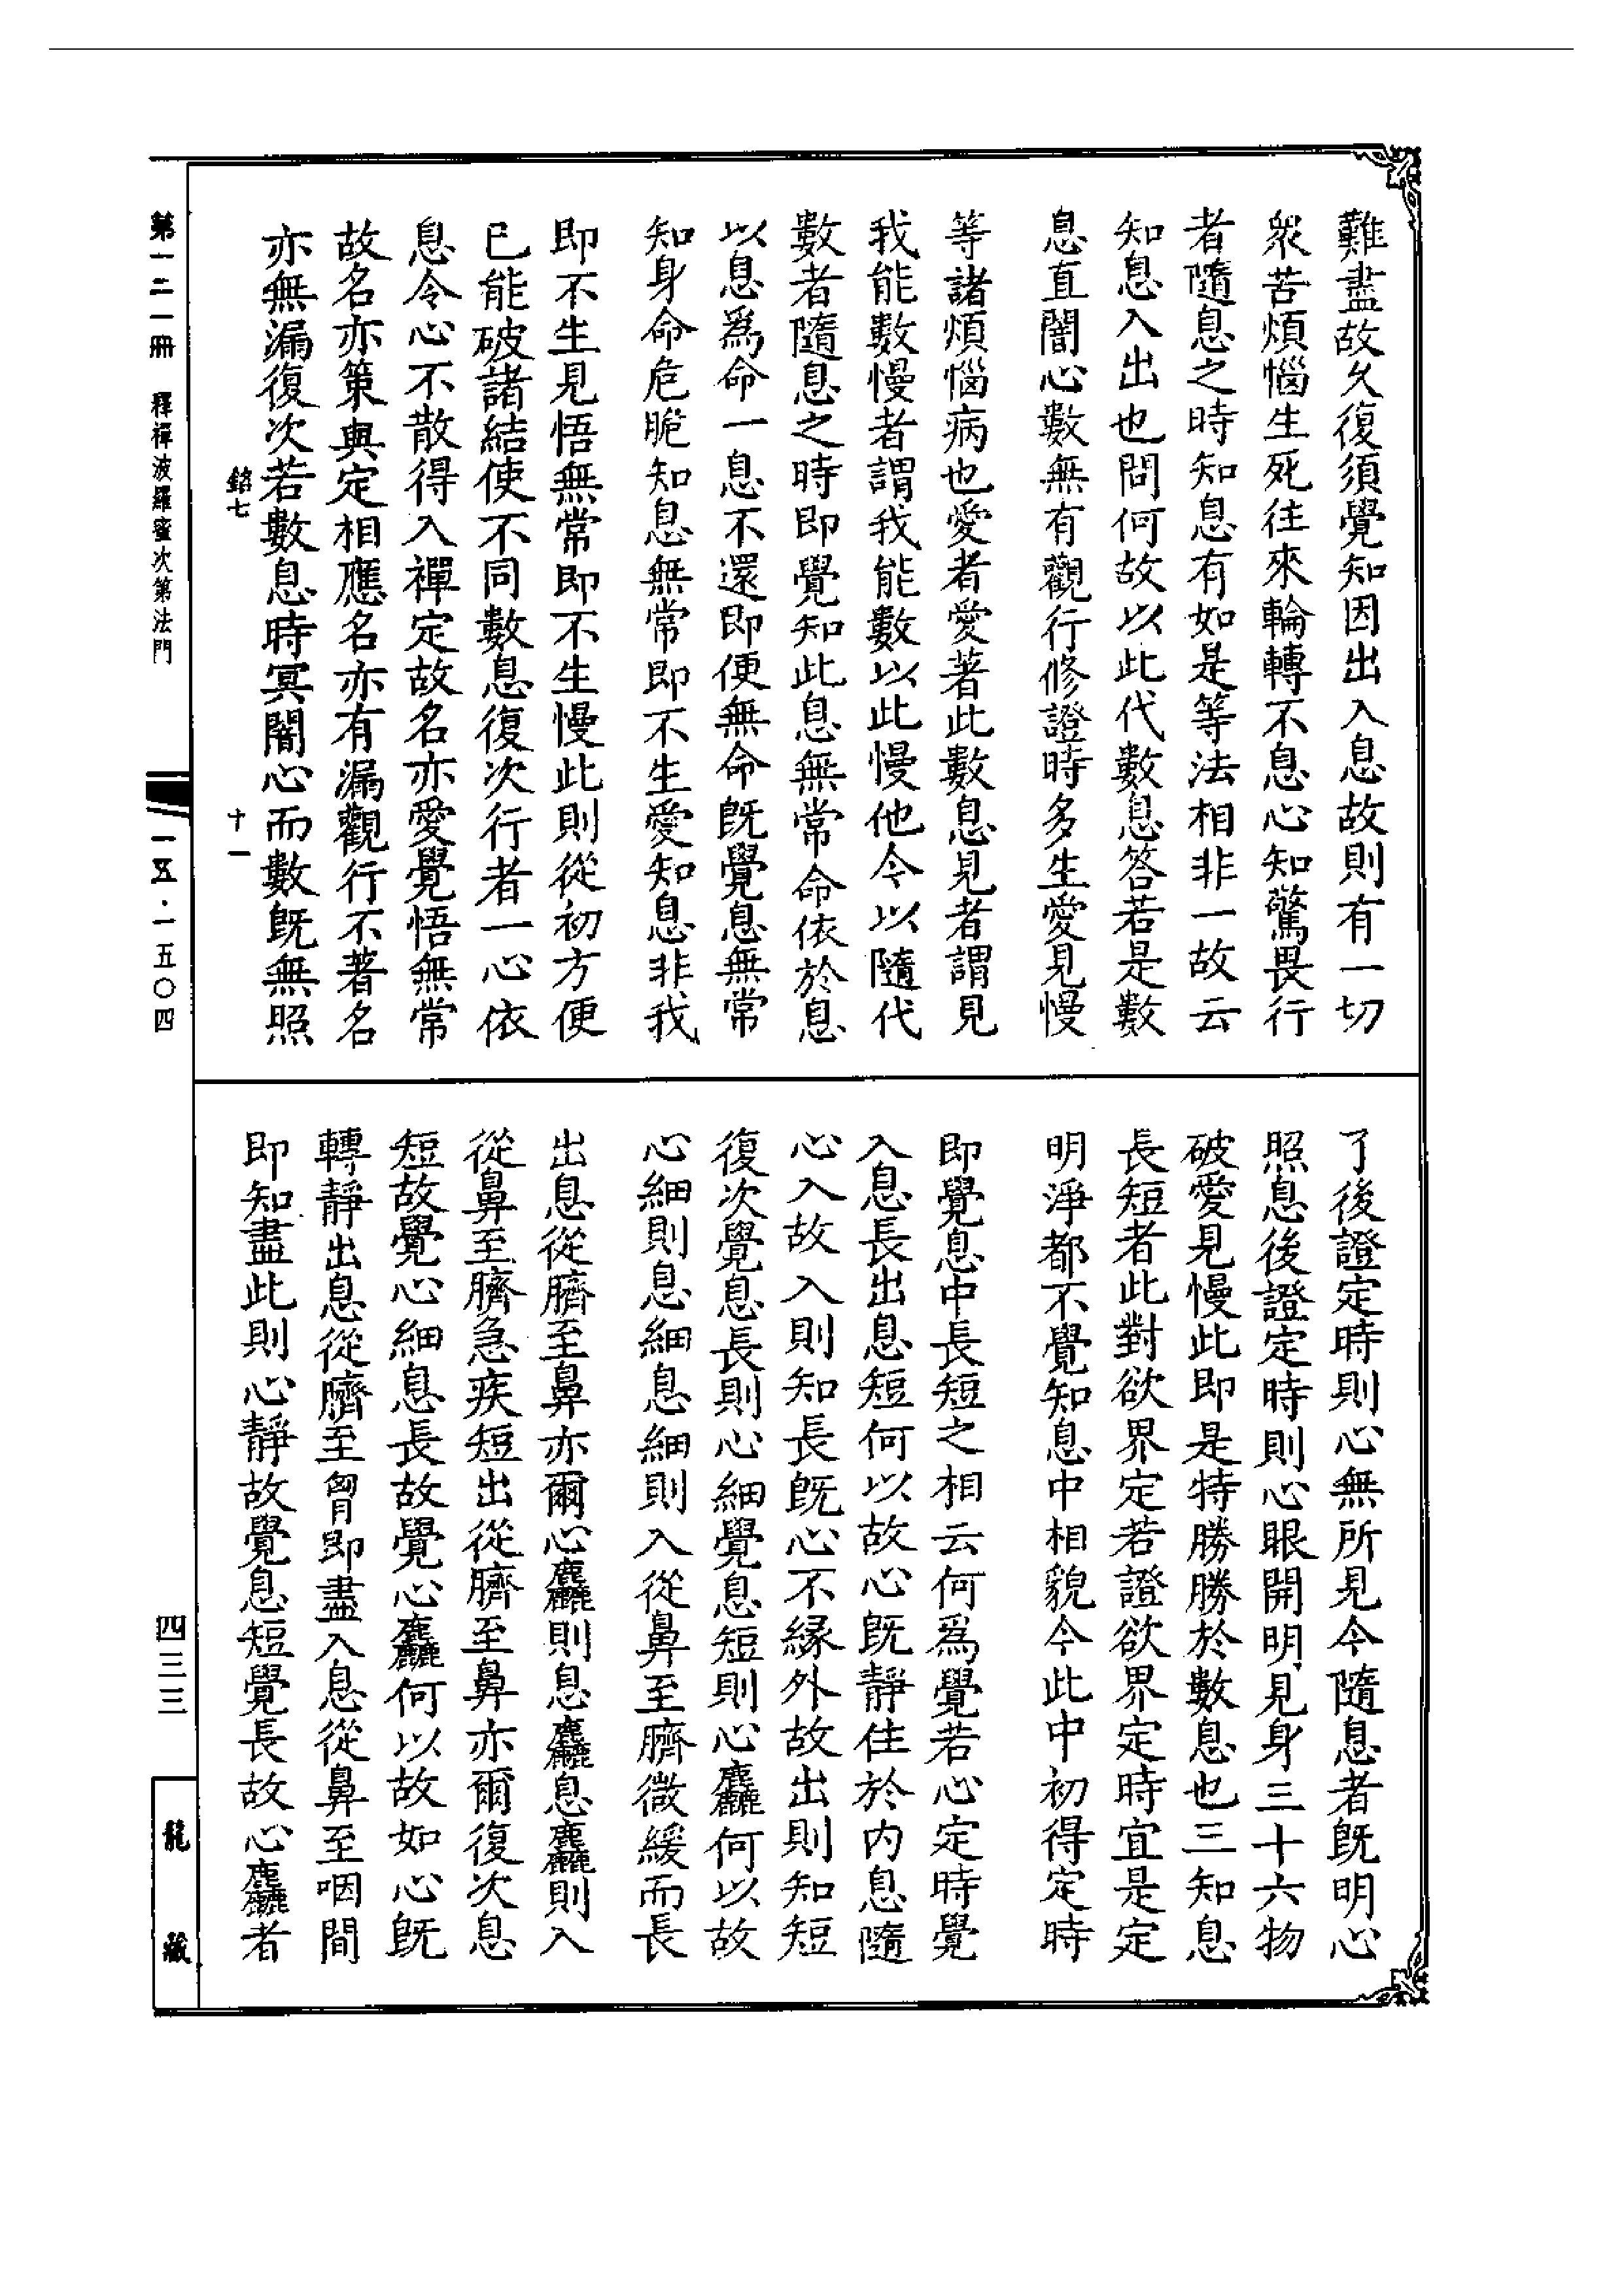 難盡故久復須覺知因出入息故則有一切
衆苦煩惱生死往來輪轉不息心知驚畏行
者隨息之時知息有如是等法相非一故云
知息入出也問何故以此代數息答若是數
息直闇心數無有觀行修證時多生愛見慢
等諸煩惱病也愛者愛著此數息見者謂見
我能數慢者謂我能數以此慢他今以隨代
數者隨息之時即覺知此息無常命依於息
以息爲命一息不還即便無命既覺息無常
知身命危脆知息無常即不生愛知息非我
即不生見悟無常即不生慢此則從初方便
已能破諸結使不同數息復次行者一心依
息令心不散得入禪定故名亦愛覺悟無常
故名亦策與定相應名亦有漏觀行不著名
亦無漏復次若數息時冥闇心而數既無照
銘七
十一
了後證定時則心無所見今隨息者既明心
照息後證定時則心眼開明見身三十六物
破愛見慢此即是特勝勝於數息也三知息
長短者此對欲界定若證欲界定時宜是定
明淨都不覺知息中相貌今此中初得定時
即覺息中長短之相云何爲覺若心定時覺
入息長出息短何以故心既靜住於内息隨
心入故入則知長既心不緣外故出則知短
復次覺息長則心細覺息短則心麤何以故
心細則息細息細則入從鼻至臍微緩而長
出息從臍至鼻亦爾心麤則息麤息麤則入
從鼻至臍急疾短出從臍至鼻亦爾復次息
短故覺心細息長故覺心麤何以故如心既
轉靜出息從臍至胷即盡入息從鼻至咽間
即知盡此則心靜故覺息短覺長故心麤者
第一二一册 釋禪波羅蜜次第法門
一五·一五〇四
四三三
龍藏